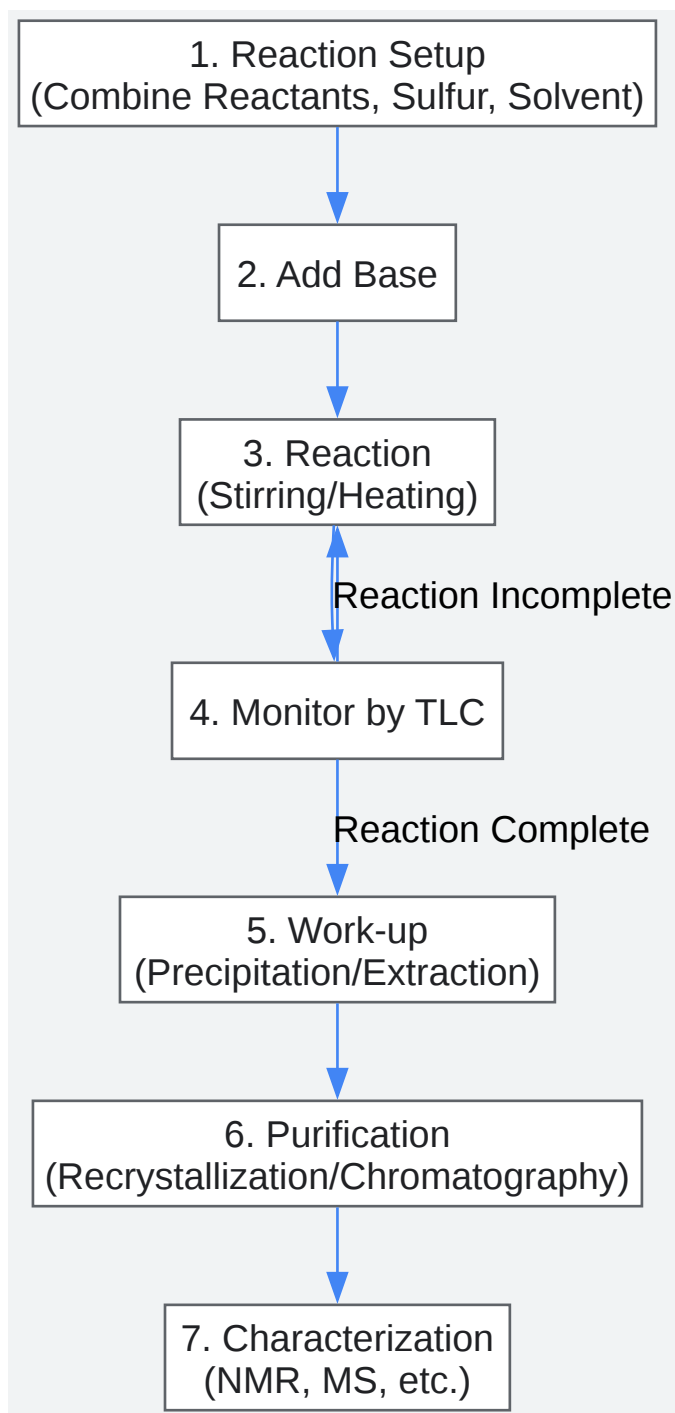 1. Reaction Setup
(Combine Reactants, Sulfur, Solvent)
2. Add Base
3. Reaction
(Stirring/Heating)
Reaction Incomplete
4. Monitor by TLC
Reaction Complete
5. Work-up
(Precipitation/Extraction)
6. Purification
(Recrystallization/Chromatography)
7. Characterization
(NMR, MS, etc.)